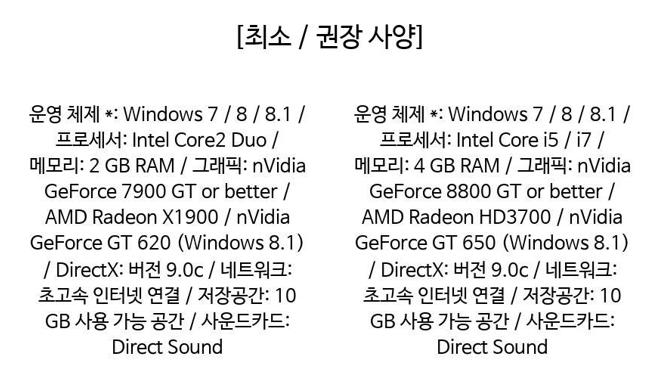 [최소 / 권장 사양]
운영 체제 *: Windows 7 / 8 / 8.1 /
프로세서: Intel Core2 Duo /
메모리: 2 GB RAM / 그래픽: nVidia
GeForce 7900 GT or better /
AMD Radeon X1900 / nVidia
GeForce GT 620 (Windows 8.1)
/ DirectX: 버전 9.0c / 네트워크:
초고속 인터넷 연결 / 저장공간: 10
GB 사용 가능 공간 / 사운드카드:
Direct Sound
운영 체제 *: Windows 7 / 8 / 8.1 /
프로세서: Intel Core i5 / i7 /
메모리: 4 GB RAM / 그래픽: nVidia
GeForce 8800 GT or better /
AMD Radeon HD3700 / nVidia
GeForce GT 650 (Windows 8.1)
/ DirectX: 버전 9.0c / 네트워크:
초고속 인터넷 연결 / 저장공간: 10
GB 사용 가능 공간 / 사운드카드:
Direct Sound